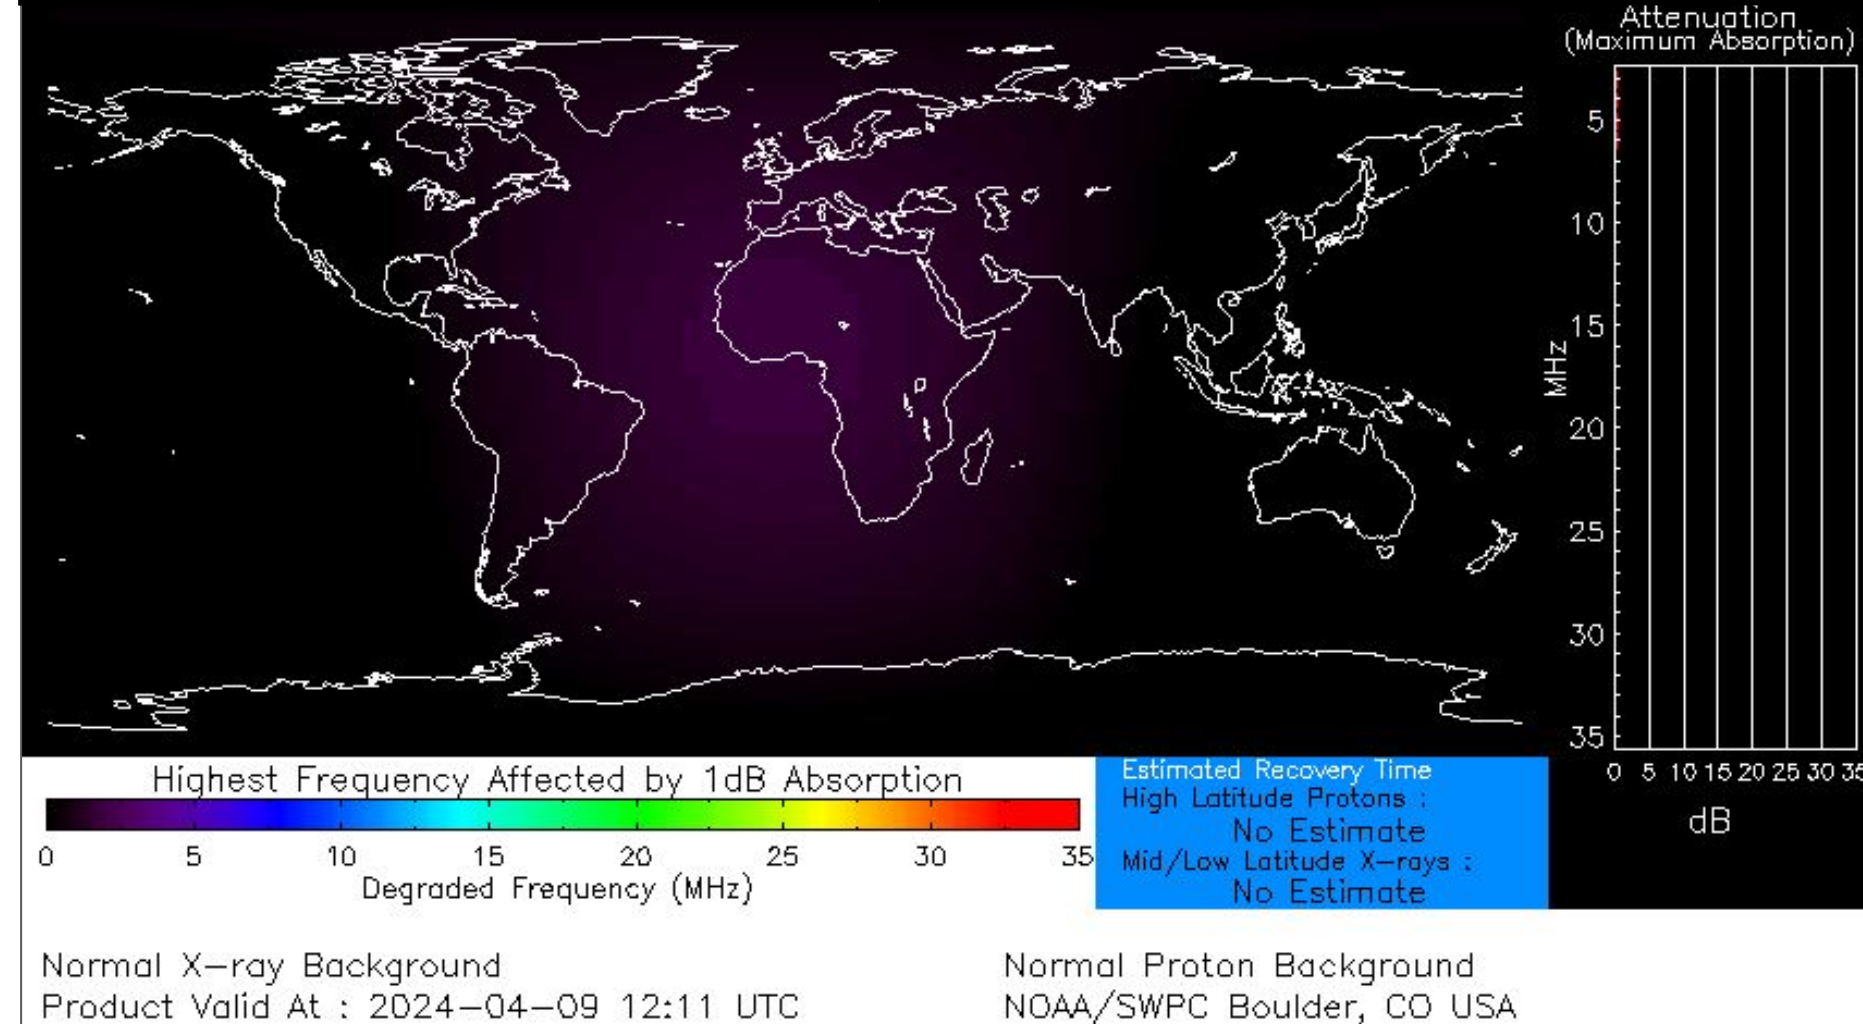 Attenuation
(Maximum Absorption)
5
10
15
20
25
30
35
MHz
0 5 10 15 20 25 30 35
dB
Highest Frequency Affected by 1dB Absorption
0 5 10 15 20 25 30 35
Degraded Frequency (MHz)
Estimated Recovery Time
High Latitude Protons :
No Estimate
Mid/Low Latitude X-rays :
No Estimate
Normal X-ray Background
Product Valid At : 2024-04-09 12:11 UTC
Normal Proton Background
NOAA/SWPC Boulder, CO USA